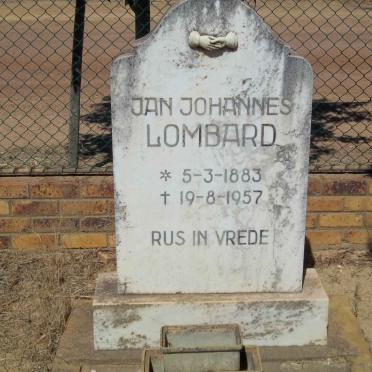 JAN JOHANNES
LOMBARD
* 5-3-1883
† 19-8-1957
RUS IN VREDE